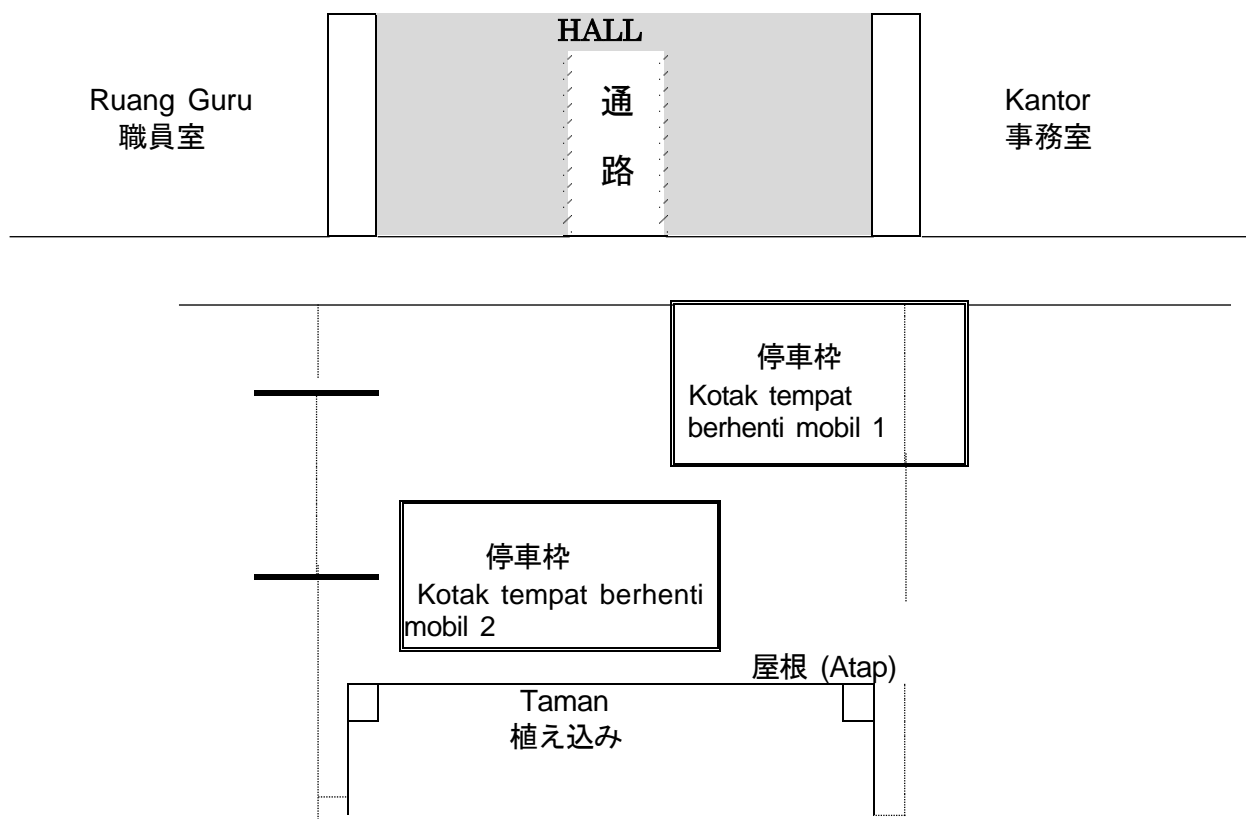 HALL
通
路
Ruang Guru
職員室
Kantor
事務室
停車枠
Kotak tempat
berhenti mobil 1
停車枠
Kotak tempat berhenti
mobil 2
屋根 (Atap)
Taman
植え込み